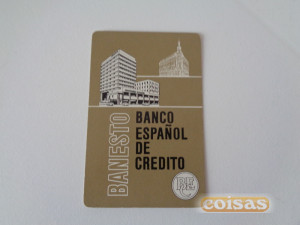 BANESTO
BANCO
ESPAÑOL
DE
CREDITO
coisas